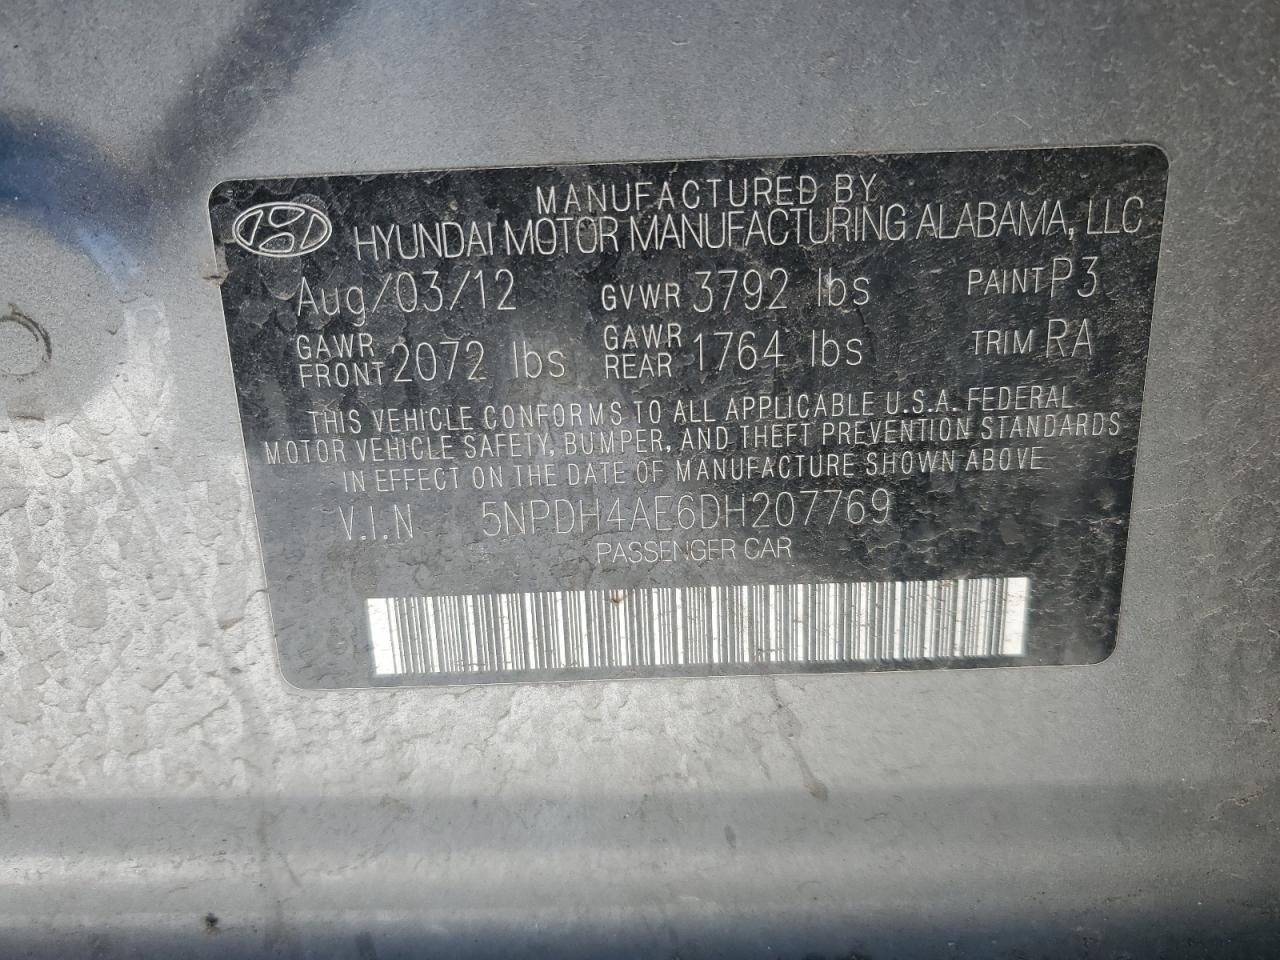 MANUFACTURED BY
HYUNDAI MOTOR MANUFACTURING ALABAMA, LLC
Aug/03/12 GVWR 3792 lbs PAINT P3
GAWR FRONT 2072 lbs GAWR REAR 1764 lbs TRIM RA
THIS VEHICLE CONFORMS TO ALL APPLICABLE U.S.A. FEDERAL
MOTOR VEHICLE SAFETY, BUMPER, AND THEFT PREVENTION STANDARDS
IN EFFECT ON THE DATE OF MANUFACTURE SHOWN ABOVE
V.I.N 5NPDH4AE6DH207769
PASSENGER CAR